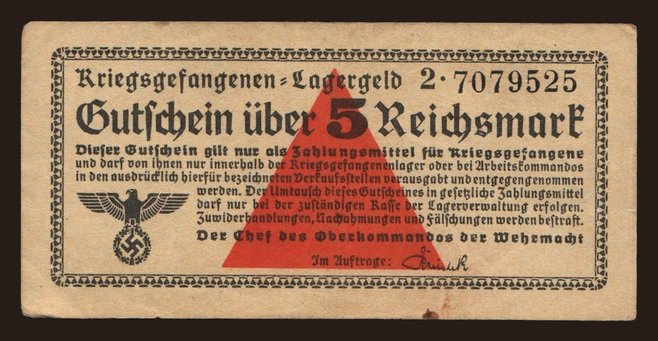 Kriegsgefangenen-Lagergeld 2·7079525
Gutschein über 5 Reichsmark
Dieser Gutschein gilt nur als Zahlungsmittel für Kriegsgefangene
und darf von ihnen nur innerhalb der Kriegsgefangenenlager oder bei Arbeitskommandos
in den ausdrücklich hierfür bezeichneten Verkaufsstellen verausgabt und entgegengenommen
werden. Der Umtausch dieses Gutscheines in gesetzliche Zahlungsmittel
darf nur bei der zuständigen Kasse der Lagerverwaltung erfolgen.
Zuwiderhandlungen, Nachahmungen und Fälschungen werden bestraft.
Der Chef des Oberkommandos der Wehrmacht
Im Auftrage: